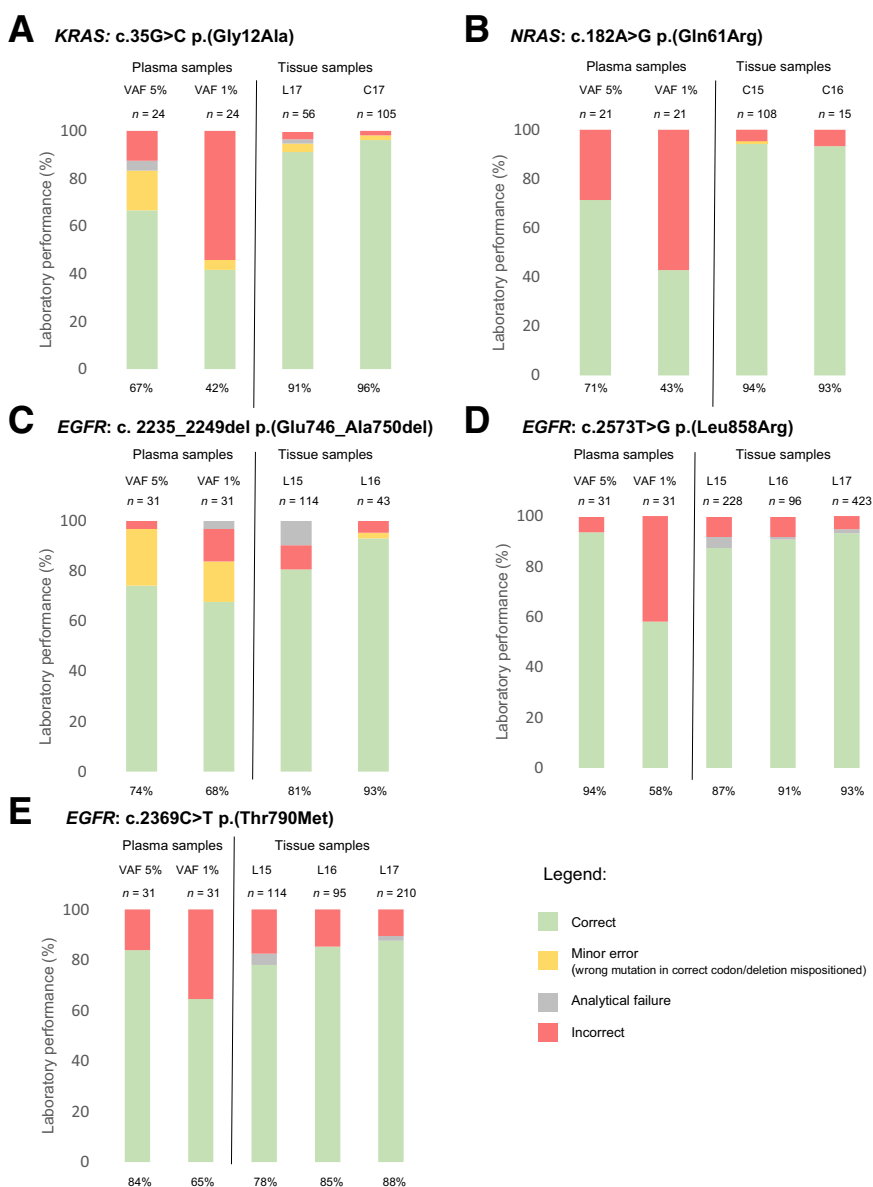 A KRAS: c.35G>C p.(Gly12Ala)
Plasma samples Tissue samples
VAF 5% VAF 1% L17 C17
n = 24 n = 24 n = 56 n = 105
Laboratory performance (%)
100
80
60
40
20
0
67% 42% 91% 96%
B NRAS: c.182A>G p.(Gln61Arg)
Plasma samples Tissue samples
VAF 5% VAF 1% C15 C16
n = 21 n = 21 n = 108 n = 15
Laboratory performance (%)
100
80
60
40
20
0
71% 43% 94% 93%
C EGFR: c. 2235_2249del p.(Glu746_Ala750del)
Plasma samples Tissue samples
VAF 5% VAF 1% L15 L16
n = 31 n = 31 n = 114 n = 43
Laboratory performance (%)
100
80
60
40
20
0
74% 68% 81% 93%
D EGFR: c.2573T>G p.(Leu858Arg)
Plasma samples Tissue samples
VAF 5% VAF 1% L15 L16 L17
n = 31 n = 31 n = 228 n = 96 n = 423
Laboratory performance (%)
100
80
60
40
20
0
94% 58% 87% 91% 93%
E EGFR: c.2369C>T p.(Thr790Met)
Plasma samples Tissue samples
VAF 5% VAF 1% L15 L16 L17
n = 31 n = 31 n = 114 n = 95 n = 210
Laboratory performance (%)
100
80
60
40
20
0
84% 65% 78% 85% 88%
Legend:
Correct
Minor error
(wrong mutation in correct codon/deletion mispositioned)
Analytical failure
Incorrect